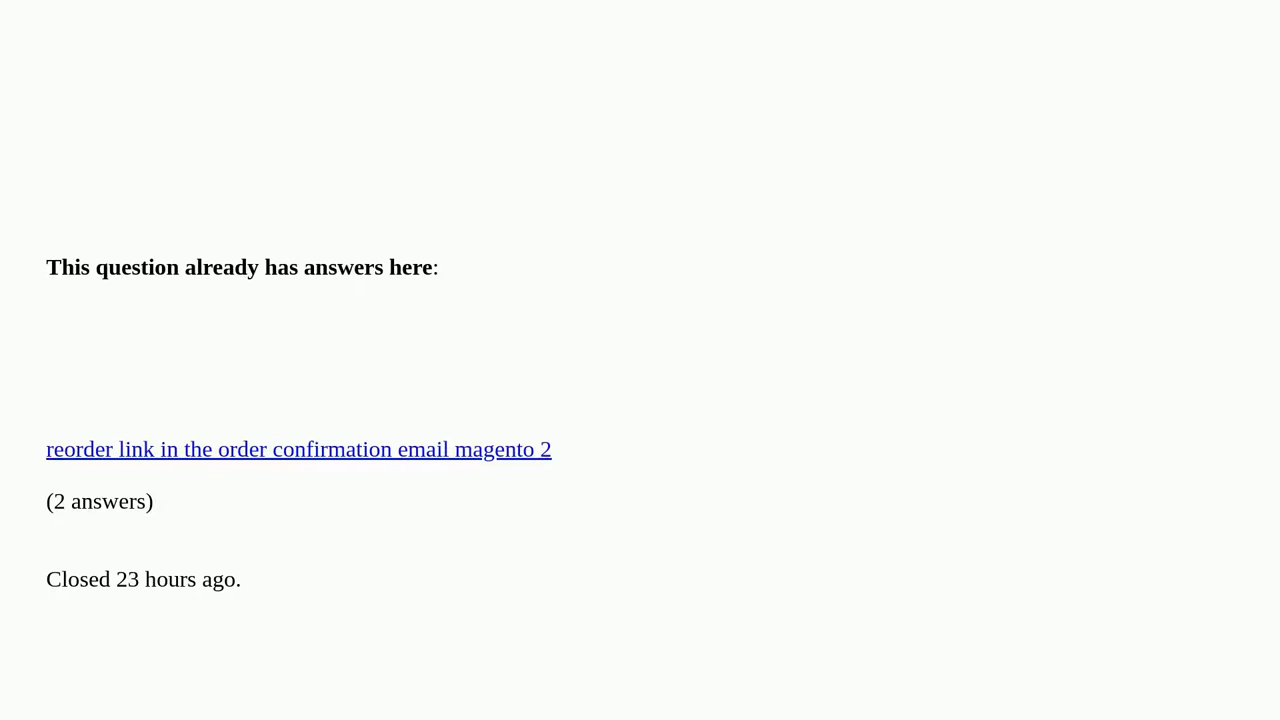 This question already has answers here:
reorder link in the order confirmation email magento 2
(2 answers)
Closed 23 hours ago.